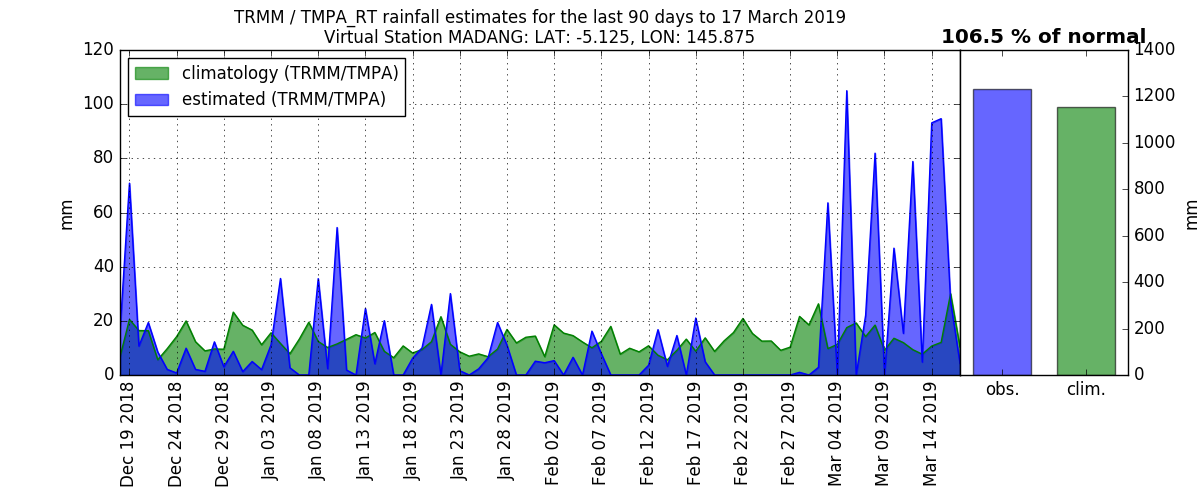 TRMM / TMPA_RT rainfall estimates for the last 90 days to 17 March 2019
Virtual Station MADANG: LAT: -5.125, LON: 145.875
106.5 % of normal
climatology (TRMM/TMPA)
estimated (TRMM/TMPA)
120
100
80
60
40
20
0
mm
Dec 19 2018
Dec 24 2018
Dec 29 2018
Jan 03 2019
Jan 08 2019
Jan 13 2019
Jan 18 2019
Jan 23 2019
Jan 28 2019
Feb 02 2019
Feb 07 2019
Feb 12 2019
Feb 17 2019
Feb 22 2019
Feb 27 2019
Mar 04 2019
Mar 09 2019
Mar 14 2019
obs.
clim.
1400
1200
1000
800
600
400
200
0
mm